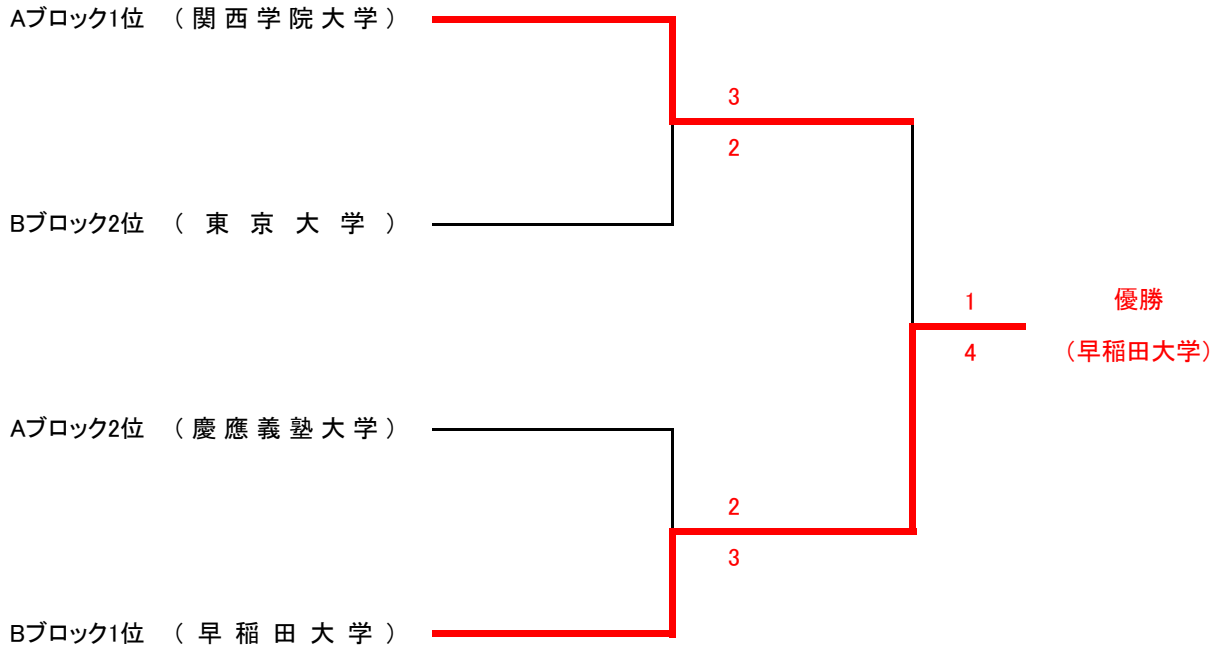 Aブロック1位 (関西学院大学)
3
2
Bブロック2位 (東京大学)
1 優勝
4 (早稲田大学)
Aブロック2位 (慶應義塾大学)
2
3
Bブロック1位 (早稲田大学)